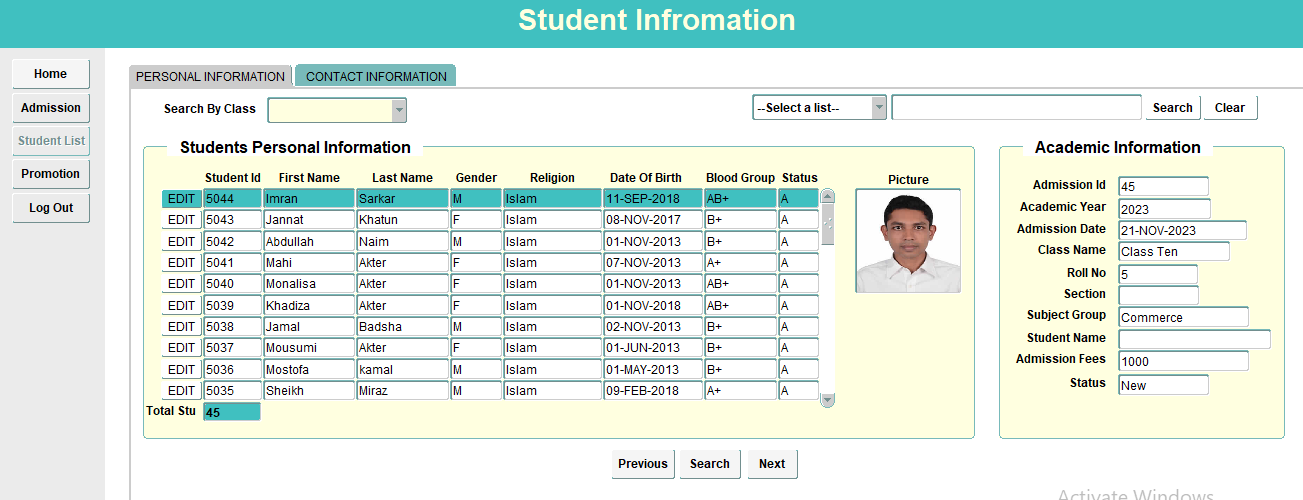 Student Infromation
Home
Admission
Student List
Promotion
Log Out
PERSONAL INFORMATION CONTACT INFORMATION
Search By Class --Select a list-- Search Clear
Students Personal Information
Student Id First Name Last Name Gender Religion Date Of Birth Blood Group Status
EDIT 5044 Imran Sarkar M Islam 11-SEP-2018 AB+ A
EDIT 5043 Jannat Khatun F Islam 08-NOV-2017 B+ A
EDIT 5042 Abdullah Naim M Islam 01-NOV-2013 B+ A
EDIT 5041 Mahi Akter F Islam 07-NOV-2013 A+ A
EDIT 5040 Monalisa Akter F Islam 01-NOV-2013 AB+ A
EDIT 5039 Khadiza Akter F Islam 01-NOV-2018 AB+ A
EDIT 5038 Jamal Badsha M Islam 02-NOV-2013 B+ A
EDIT 5037 Mousumi Akter F Islam 01-JUN-2013 B+ A
EDIT 5036 Mostofa kamal M Islam 01-MAY-2013 B+ A
EDIT 5035 Sheikh Miraz M Islam 09-FEB-2018 A+ A
Total Stu 45
Picture
Academic Information
Admission Id 45
Academic Year 2023
Admission Date 21-NOV-2023
Class Name Class Ten
Roll No 5
Section
Subject Group Commerce
Student Name
Admission Fees 1000
Status New
Previous Search Next
Activate Windows